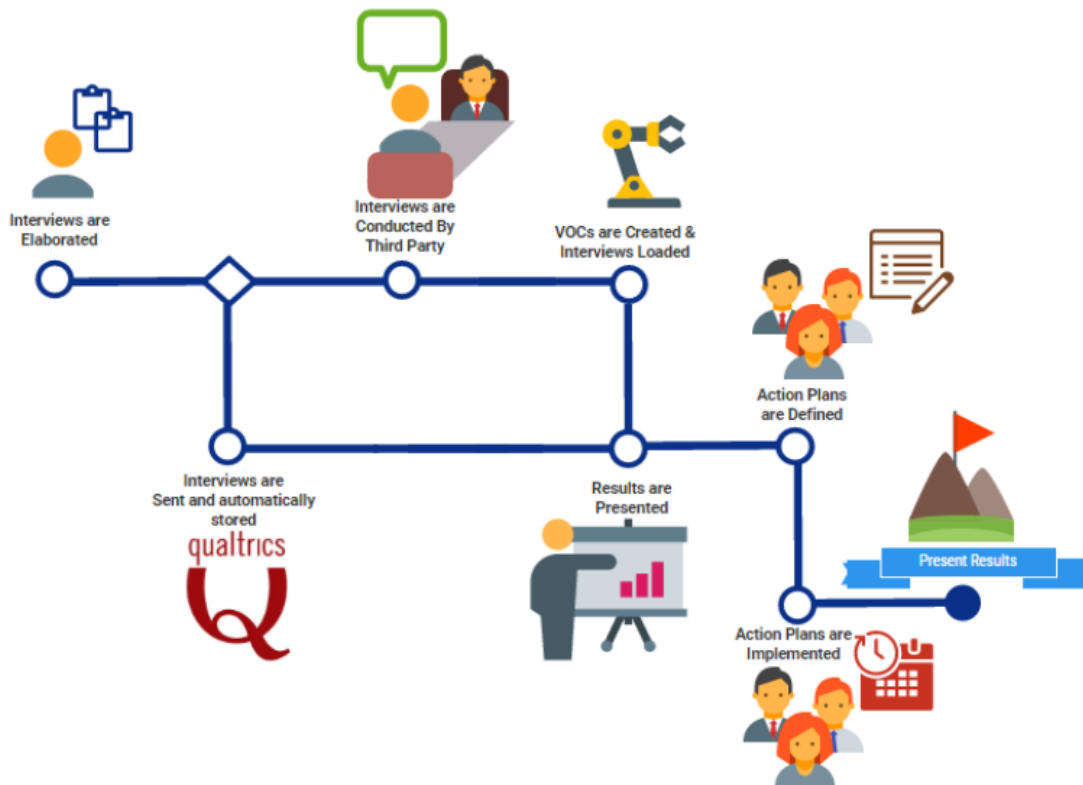 Interviews are
Elaborated
Interviews are
Conducted By
Third Party
VOCs are Created &
Interviews Loaded
Action Plans
are Defined
Interviews are
Sent and automatically
stored
qualtrics
Q
Results are
Presented
Present Results
Action Plans are
Implemented